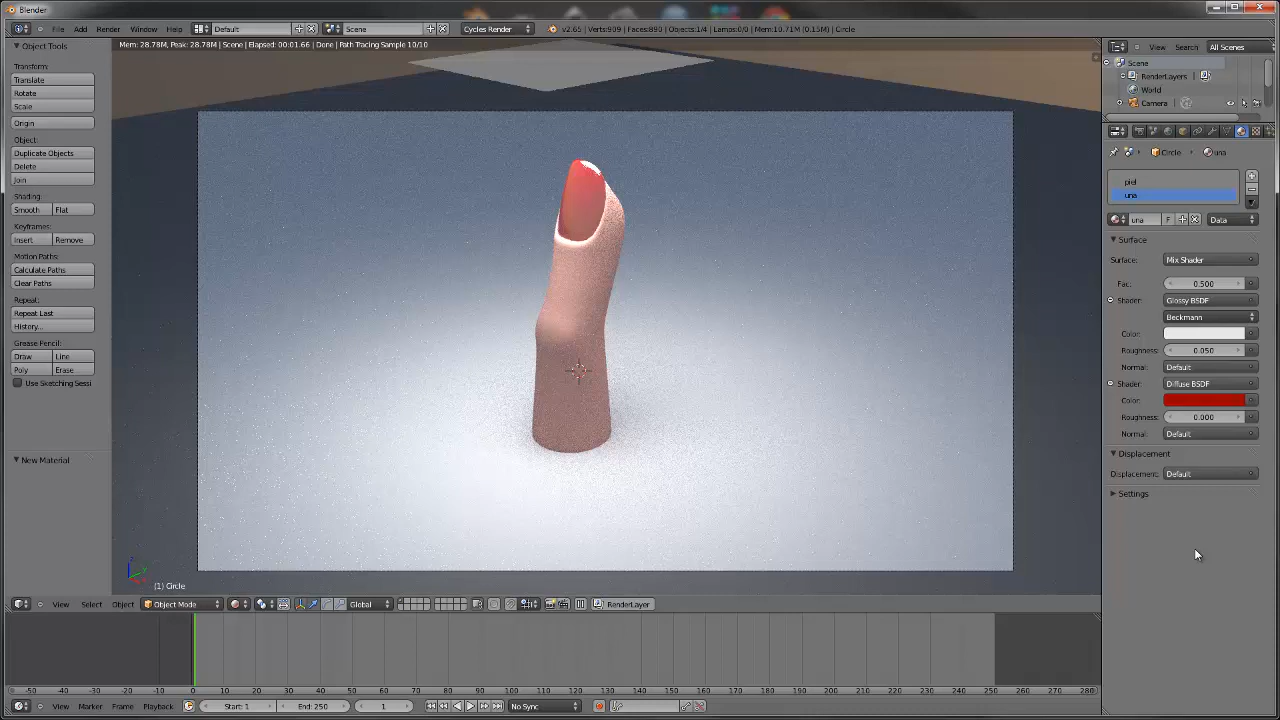 Blender
File Add Render Window Help Default Scene Cycles Render v2.65 | Verts:909 | Faces:890 | Objects:1/4 | Lamps:0/0 | Mem:10.71M (0.15M) | Circle
Mem: 28.78M, Peak: 28.78M | Scene | Elapsed: 00:01.66 | Done | Path Tracing Sample 10/10
Object Tools
Transform:
Translate
Rotate
Scale
Origin
Object:
Duplicate Objects
Delete
Join
Shading:
Smooth Flat
Keyframes:
Insert Remove
Motion Paths:
Calculate Paths
Clear Paths
Repeat:
Repeat Last
History...
Grease Pencil:
Draw Line
Poly Erase
Use Sketching Sessi
New Material
(1) Circle
View Select Object Object Mode Global RenderLayer
-50 -40 -30 -20 -10 0 10 20 30 40 50 60 70 80 90 100 110 120 130 140 150 160 170 180 190 200 210 220 230 240 250 260 270 280
View Marker Frame Playback Start: 1 End: 250 1 No Sync
View Search All Scenes
Scene
RenderLayers
World
Camera
Circle una
piel
una
una F Data
Surface
Surface: Mix Shader
Fac: 0.500
Shader: Glossy BSDF
Beckmann
Color:
Roughness: 0.050
Normal: Default
Shader: Diffuse BSDF
Color:
Roughness: 0.000
Normal: Default
Displacement
Displacement: Default
Settings